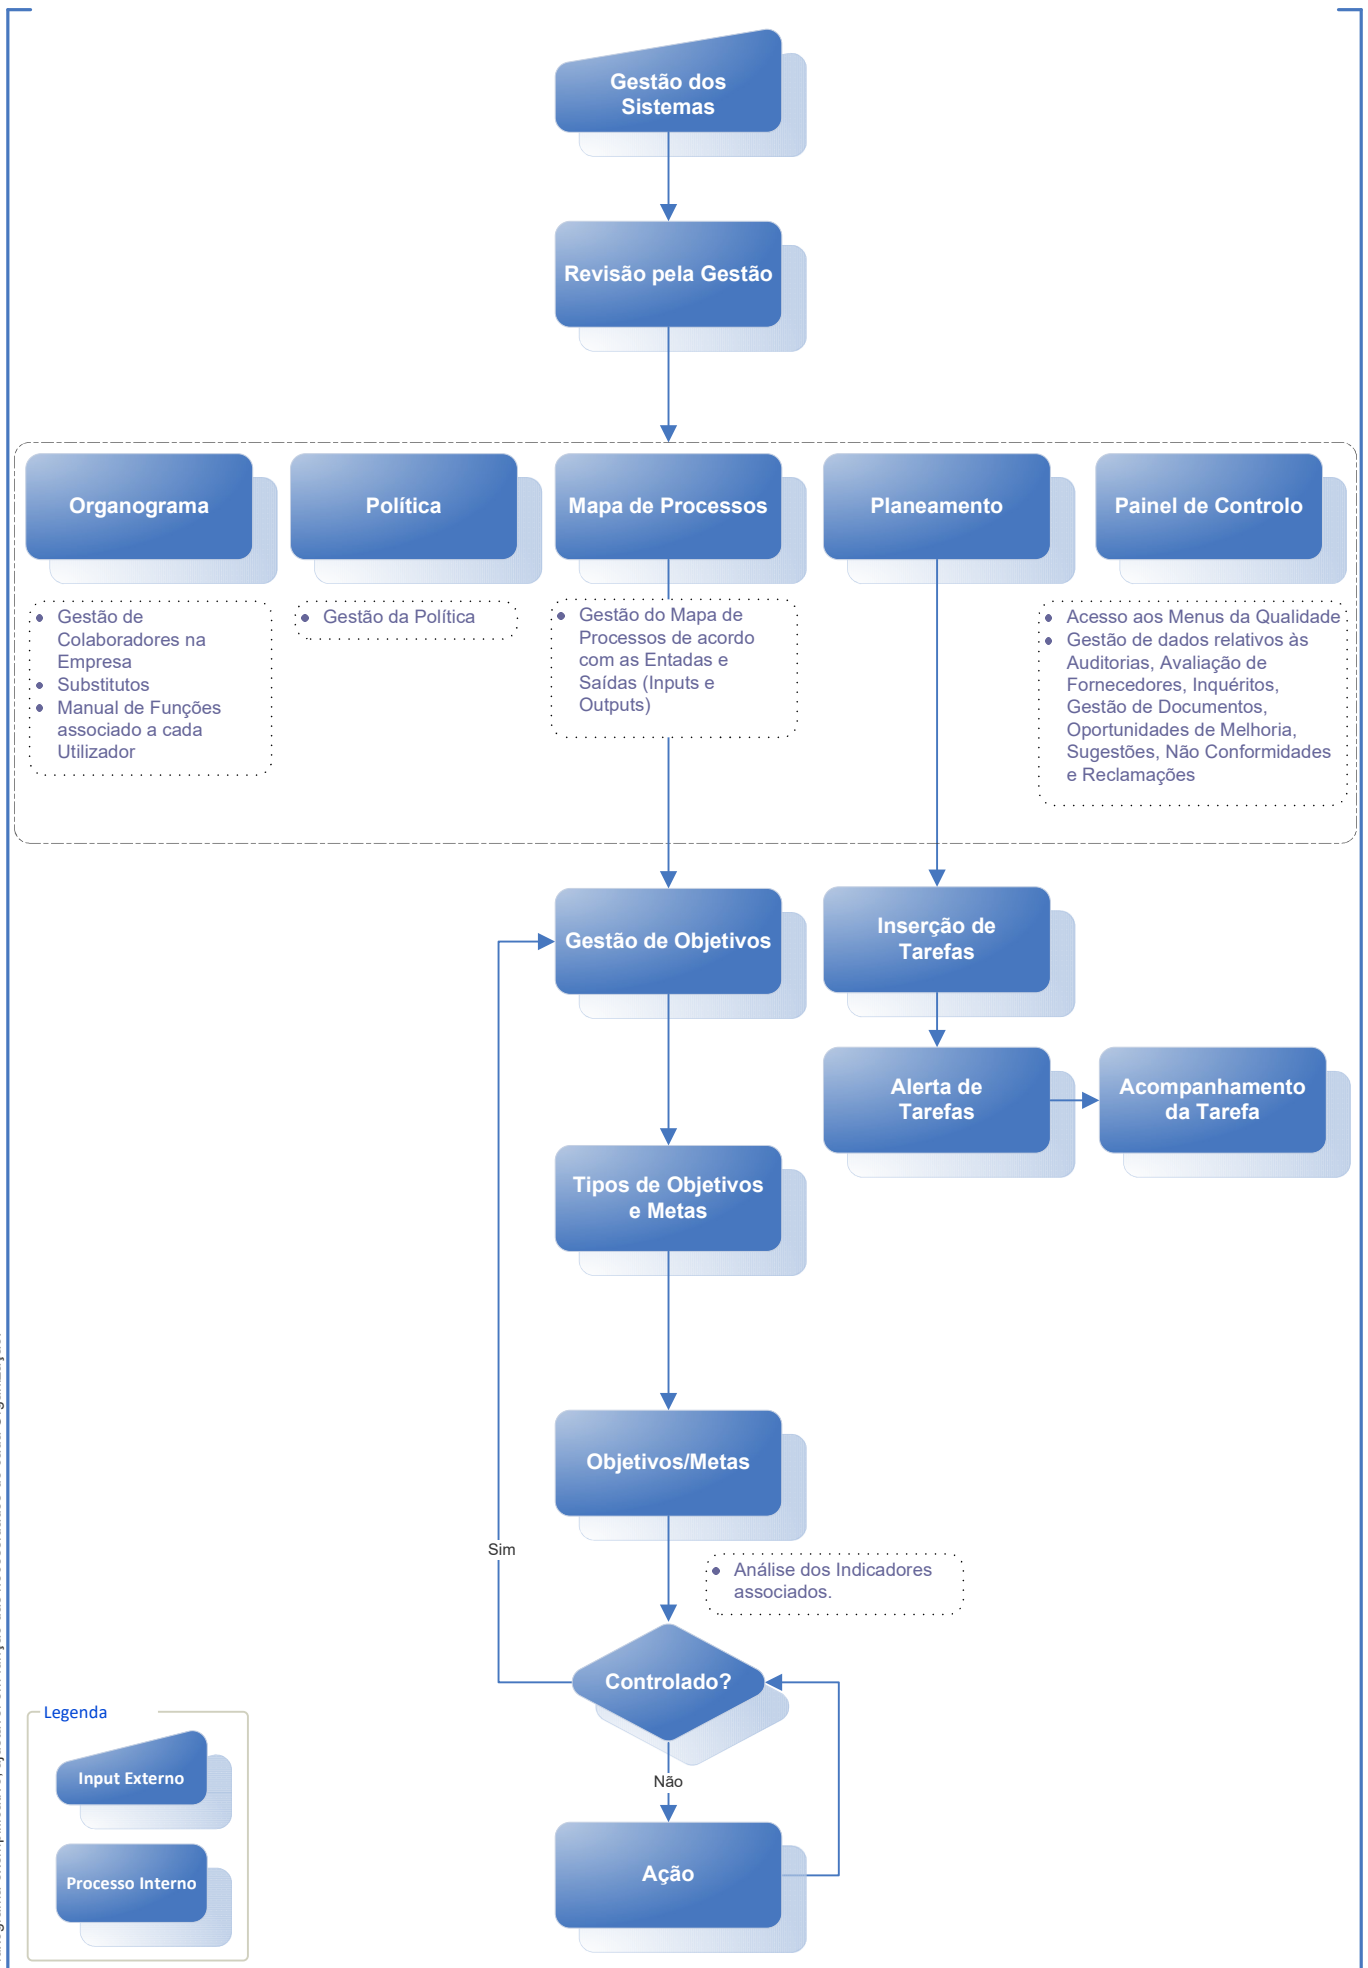 Gestão dos
Sistemas
Revisão pela Gestão
Organograma
Política
Mapa de Processos
Planeamento
Painel de Controlo
Gestão de
Colaboradores na
Empresa
Substitutos
Manual de Funções
associado a cada
Utilizador
Gestão da Política
Gestão do Mapa de
Processos de acordo
com as Entadas e
Saídas (Inputs e
Outputs)
Acesso aos Menus da Qualidade
Gestão de dados relativos às
Auditorias, Avaliação de
Fornecedores, Inquéritos,
Gestão de Documentos,
Oportunidades de Melhoria,
Sugestões, Não Conformidades
e Reclamações
Gestão de Objetivos
Inserção de
Tarefas
Alerta de
Tarefas
Acompanhamento
da Tarefa
Tipos de Objetivos
e Metas
Objetivos/Metas
Sim
Análise dos Indicadores
associados.
Controlado?
Não
Ação
Legenda
Input Externo
Processo Interno